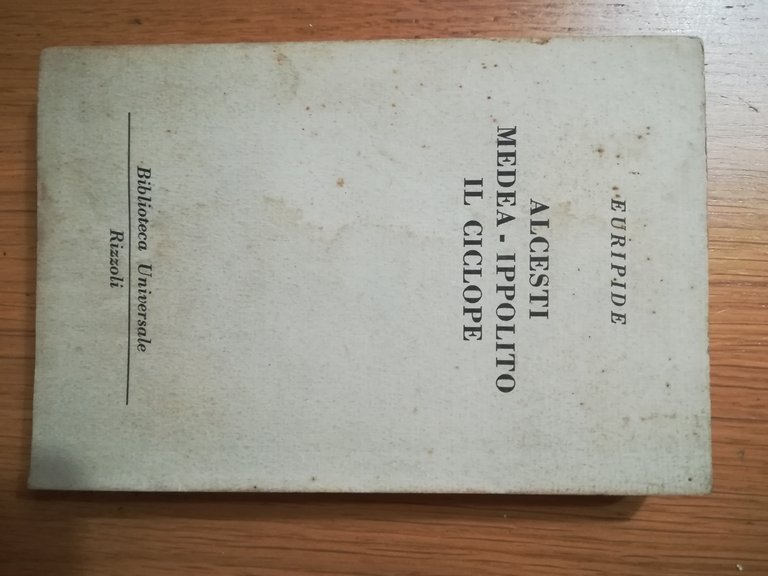 EURIPIDE
ALCESTI
MEDEA - IPPOLITO
IL CICLOPE
Biblioteca Universale
Rizzoli